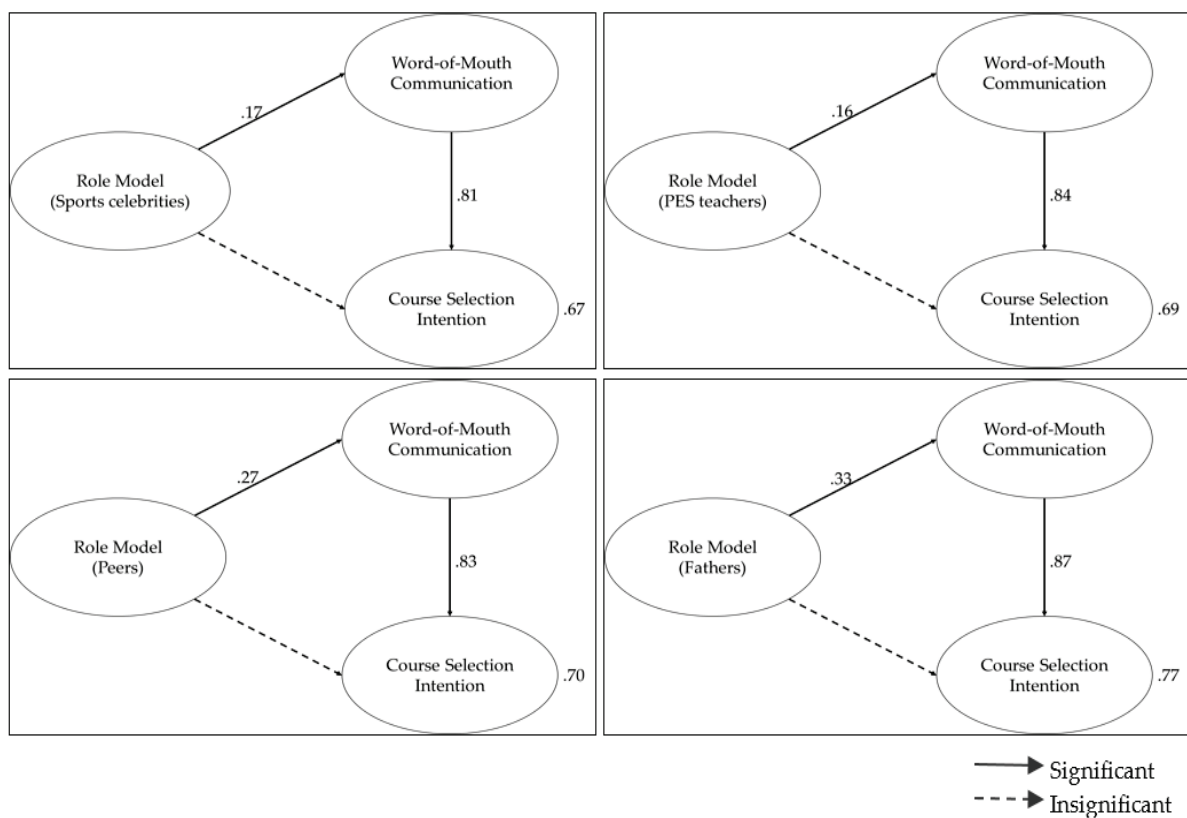 Word-of-Mouth
Communication
.17
Role Model
(Sports celebrities)
.81
Course Selection
Intention
.67
Word-of-Mouth
Communication
.16
Role Model
(PES teachers)
.84
Course Selection
Intention
.69
Word-of-Mouth
Communication
.27
Role Model
(Peers)
.83
Course Selection
Intention
.70
Word-of-Mouth
Communication
.33
Role Model
(Fathers)
.87
Course Selection
Intention
.77
Significant
Insignificant